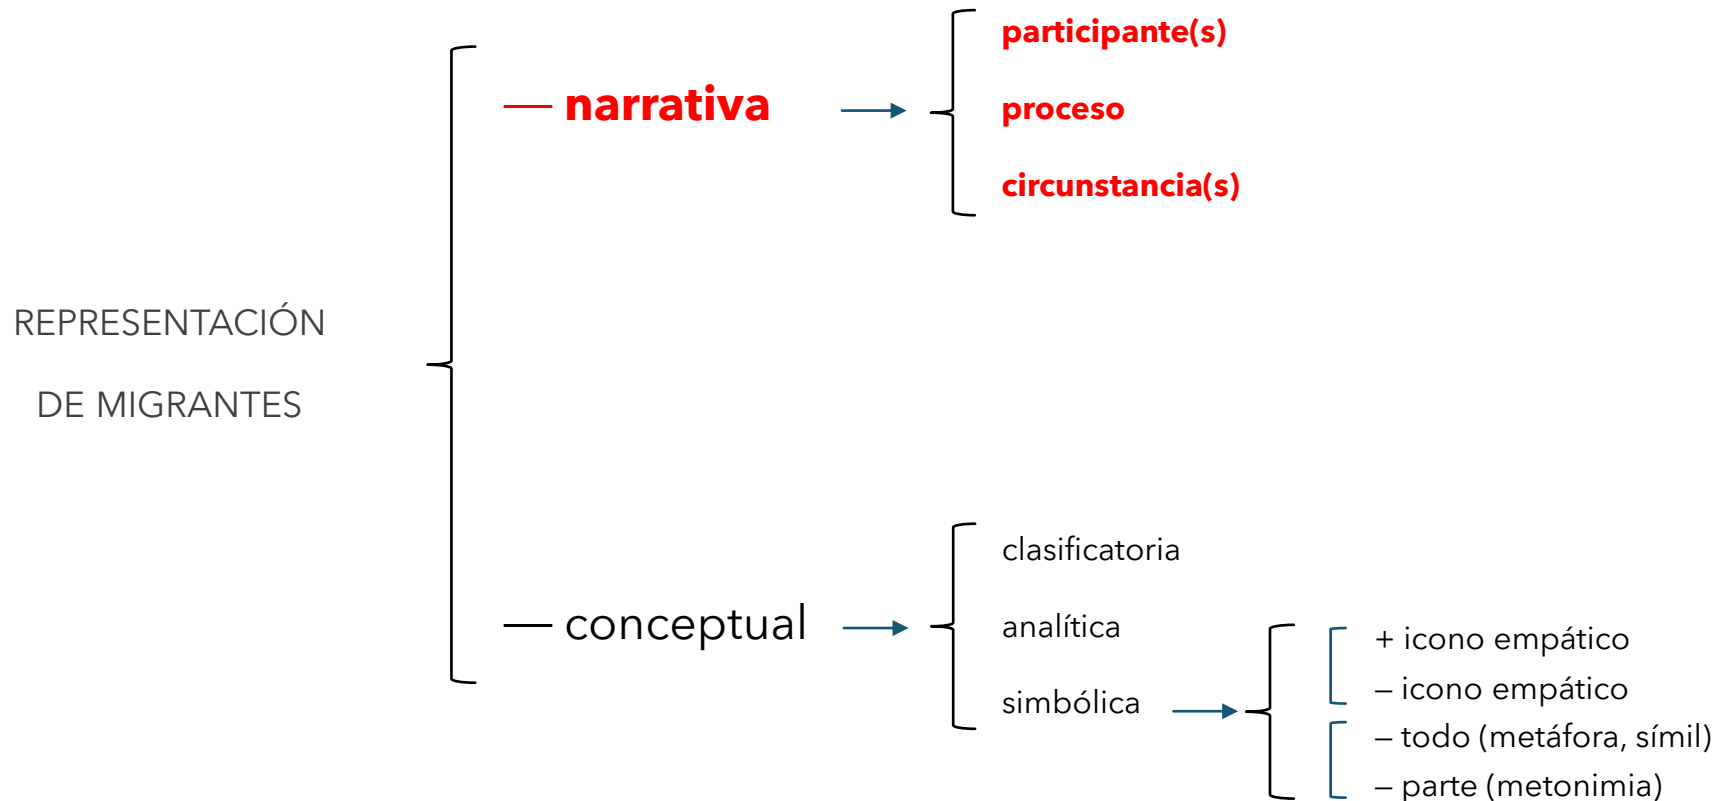 REPRESENTACIÓN
DE MIGRANTES
— narrativa
participante(s)
proceso
circunstancia(s)
— conceptual
clasificatoria
analítica
simbólica
+ icono empático
– icono empático
– todo (metáfora, símil)
– parte (metonimia)